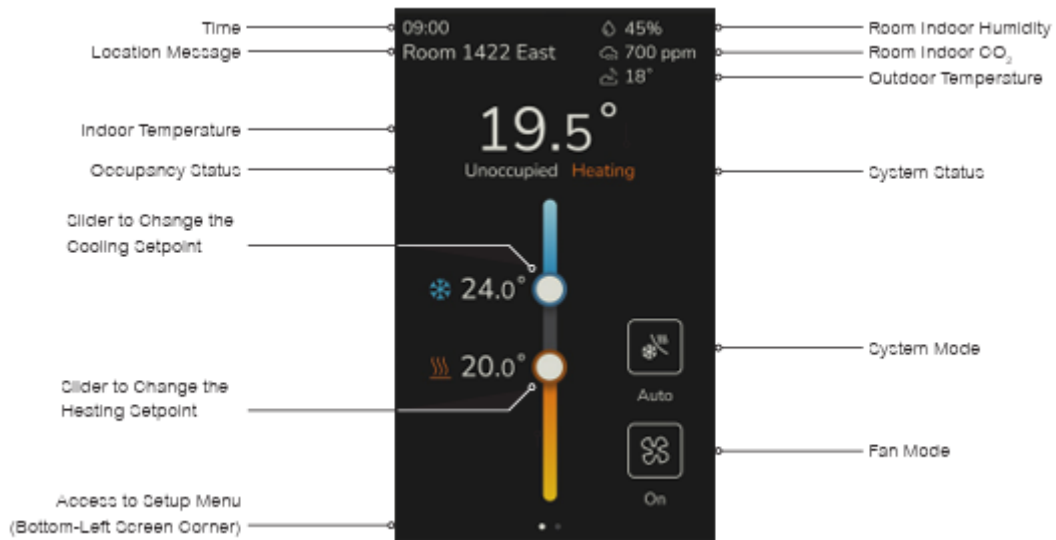 Time
Location Message
Indoor Temperature
Occupancy Status
Slider to Change the
Cooling Setpoint
Slider to Change the
Heating Setpoint
Access to Setup Menu
(Bottom-Left Screen Corner)
09:00
Room 1422 East
45%
700 ppm
18°
19.5°
Unoccupied Heating
24.0°
20.0°
Auto
On
Room Indoor Humidity
Room Indoor CO₂
Outdoor Temperature
System Status
System Mode
Fan Mode